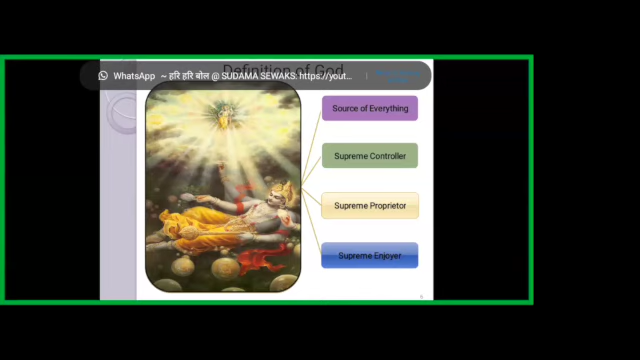 Definition of God
WhatsApp ~ हरि हरि बोल @ SUDAMA SEWAKS: https://yout...
Source of Everything
Supreme Controller
Supreme Proprietor
Supreme Enjoyer